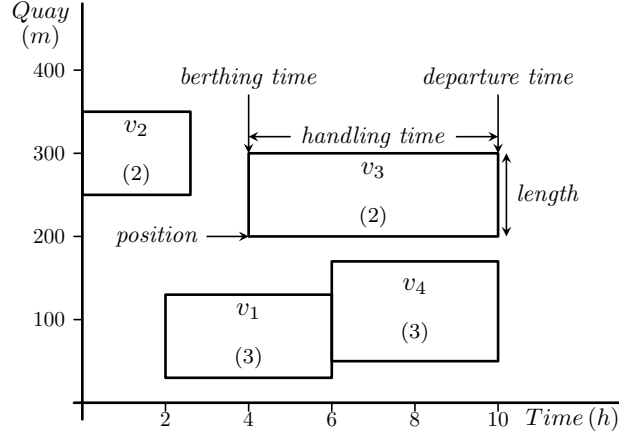 Quay
(m)
400
berthing time
departure time
v₂
handling time
300
v₃
(2)
length
(2)
position
200
v₄
v₁
100
(3)
(3)
2
4
6
8
10
Time (h)